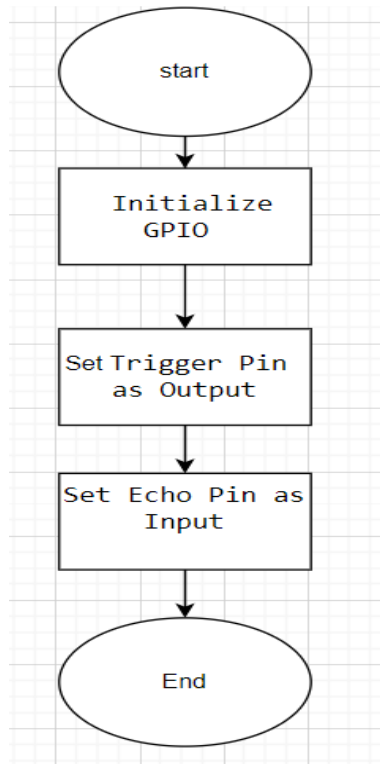 start
Initialize
GPIO
Set Trigger Pin
as Output
Set Echo Pin as
Input
End